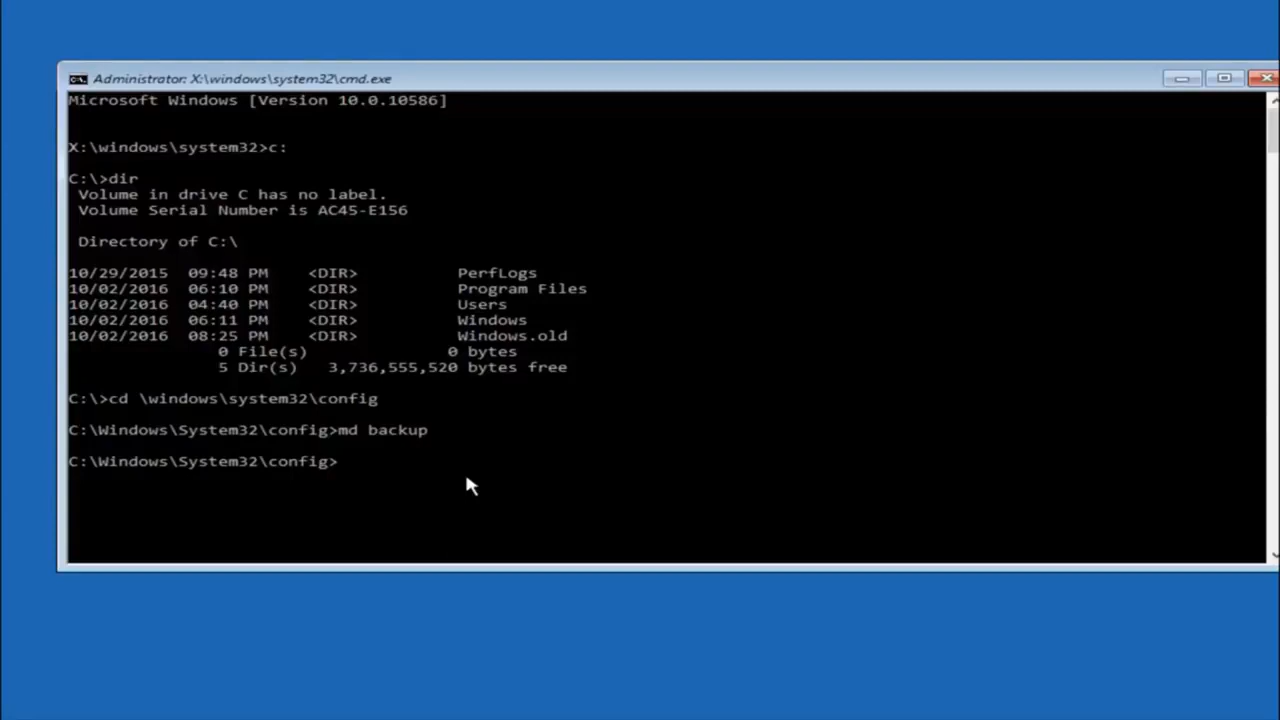 Administrator: X:\windows\system32\cmd.exe
Microsoft Windows [Version 10.0.10586]
X:\windows\system32>c:
C:\>dir
Volume in drive C has no label.
Volume Serial Number is AC45-E156
Directory of C:\
10/29/2015 09:48 PM <DIR> PerfLogs
10/02/2016 06:10 PM <DIR> Program Files
10/02/2016 04:40 PM <DIR> Users
10/02/2016 06:11 PM <DIR> Windows
10/02/2016 08:25 PM <DIR> Windows.old
0 File(s) 0 bytes
5 Dir(s) 3,736,555,520 bytes free
C:\>cd \windows\system32\config
C:\Windows\System32\config>md backup
C:\Windows\System32\config>